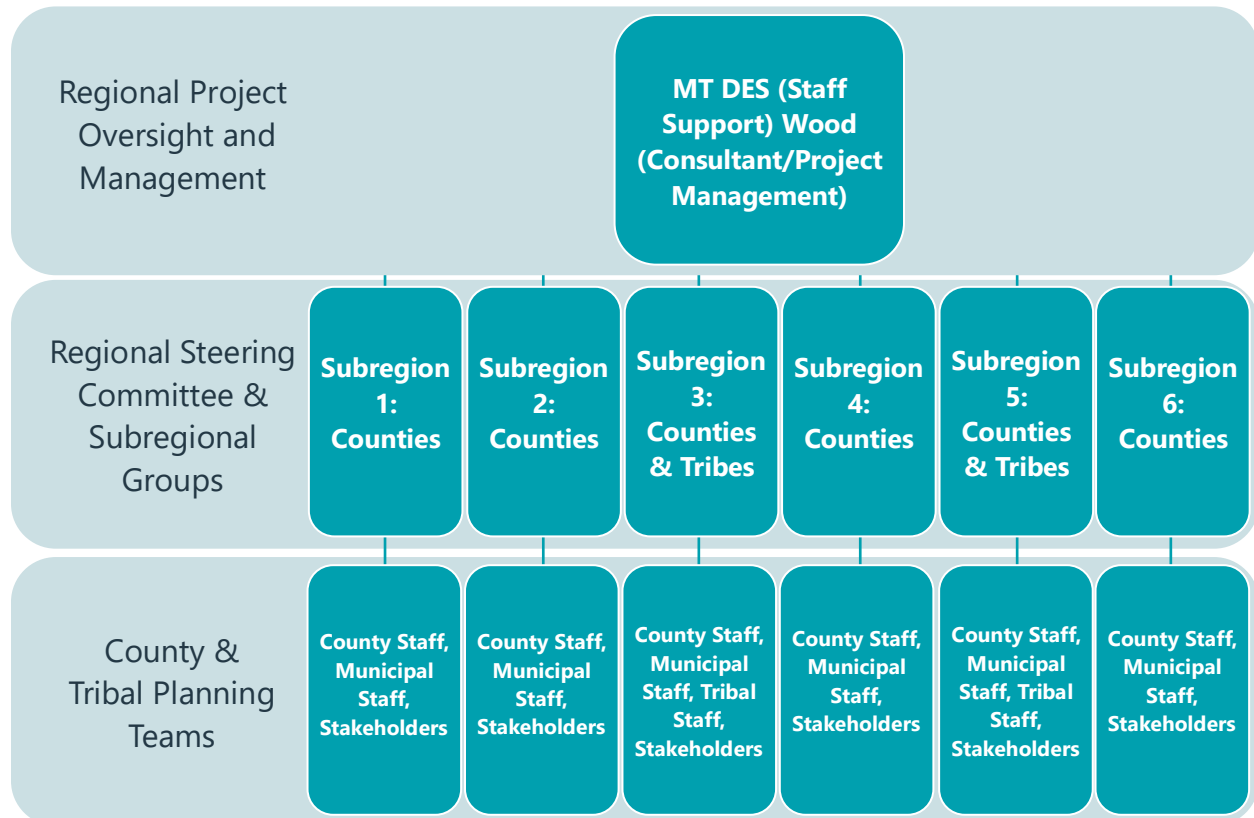 Regional Project
Oversight and
Management
MT DES (Staff
Support) Wood
(Consultant/Project
Management)
Regional Steering
Committee &
Subregional
Groups
Subregion
1:
Counties
Subregion
2:
Counties
Subregion
3:
Counties
& Tribes
Subregion
4:
Counties
Subregion
5:
Counties
& Tribes
Subregion
6:
Counties
County &
Tribal Planning
Teams
County Staff,
Municipal
Staff,
Stakeholders
County Staff,
Municipal
Staff,
Stakeholders
County Staff,
Municipal
Staff, Tribal
Staff,
Stakeholders
County Staff,
Municipal
Staff,
Stakeholders
County Staff,
Municipal
Staff, Tribal
Staff,
Stakeholders
County Staff,
Municipal
Staff,
Stakeholders